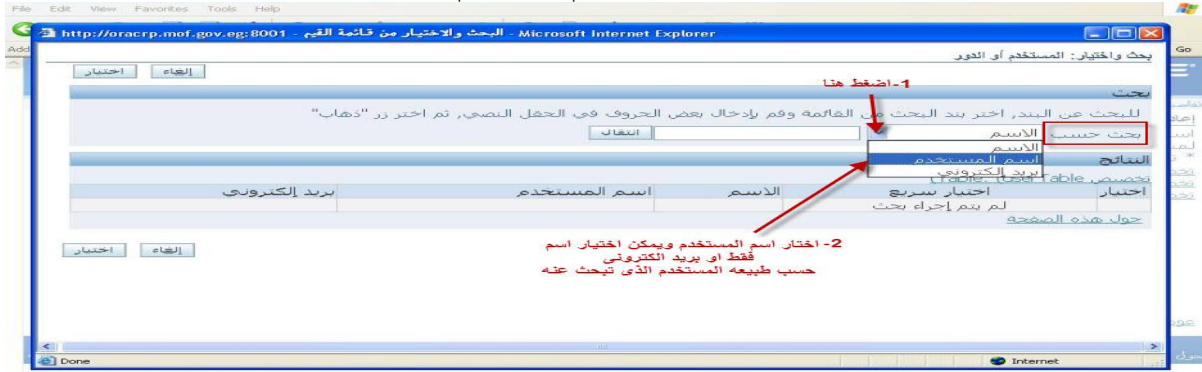 File Edit View Favorites Tools Help
http://oracrp.mof.gov.eg:8001 - البحث والاختيار من قائمة القيم - Microsoft Internet Explorer
Add
Go
بحث واختيار: المستخدم أو الدور
إلغاء اختيار
1-اضغط هنا
بحث
للبحث عن البند, اختر بند البحث من القائمة وقم بإدخال بعض الحروف في الحقل النصي, ثم اختر زر "ذهاب"
بحث حسب الاسم انتقال
الاسم
اسم المستخدم
بريد إلكتروني
النتائج
تخصيص
اختيار اختيار سريع الاسم اسم المستخدم بريد إلكتروني
لم يتم إجراء بحث
حول هذه الصفحة
إلغاء اختيار
2- اختار اسم المستخدم ويمكن اختيار اسم
فقط او بريد الكتروني
حسب طبيعه المستخدم الذى تبحث عنه
Done Internet